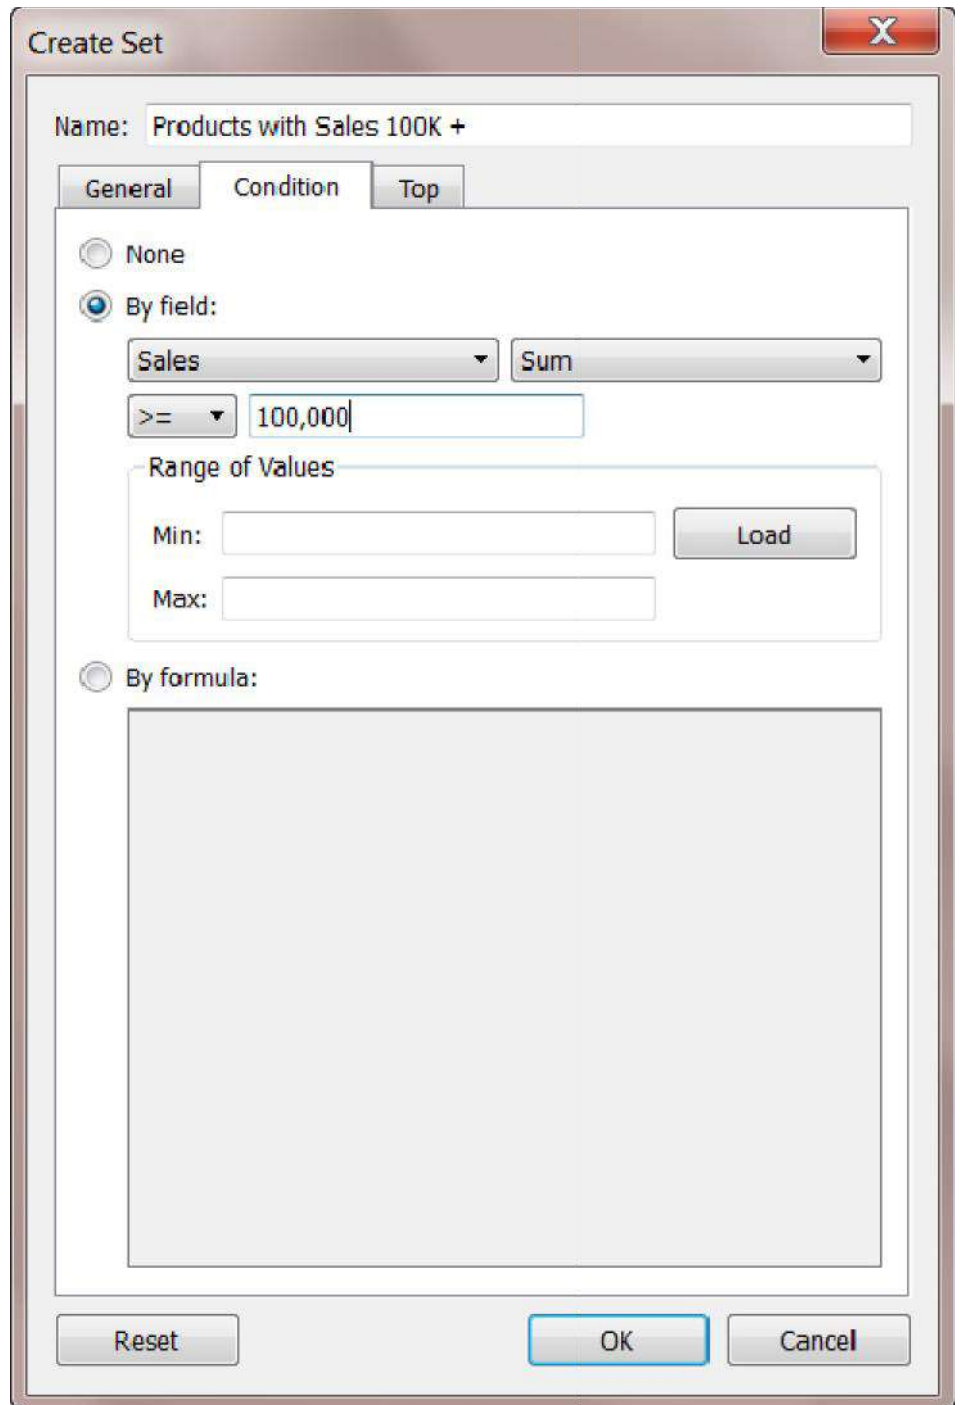 Create Set
X
Name: Products with Sales 100K +
General Condition Top
None
By field:
Sales Sum
>= 100,000
Range of Values
Min: Load
Max:
By formula:
Reset OK Cancel